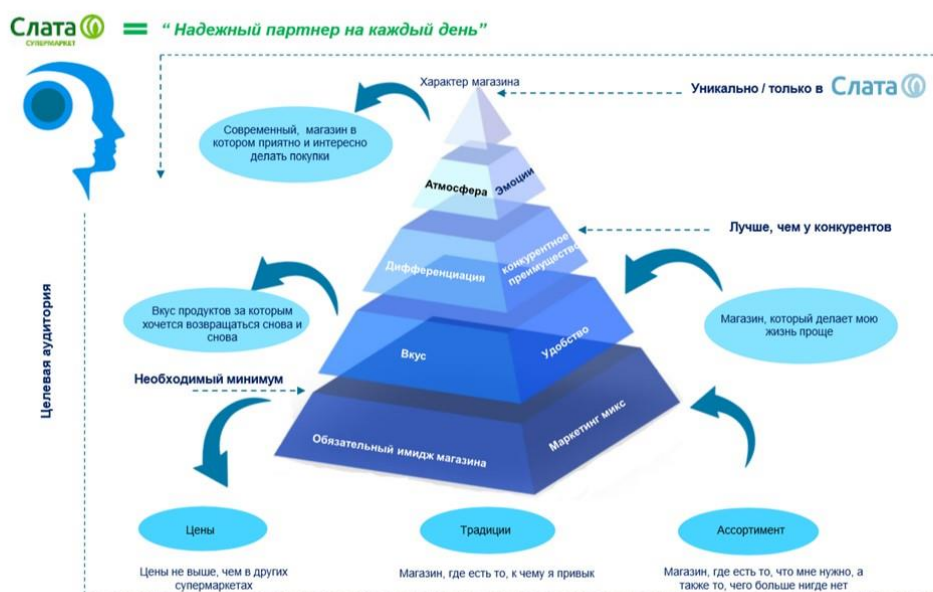 Слата
СУПЕРМАРКЕТ
“ Надежный партнер на каждый день”
Характер магазина
Уникально / только в Слата
Современный, магазин в
котором приятно и интересно
делать покупки
Атмосфера
Эмоции
Лучше, чем у конкурентов
Дифференциация
конкурентное
преимущество
Вкус продуктов за которым
хочется возвращаться снова и
снова
Магазин, который делает мою
жизнь проще
Вкус
Удобство
Целевая аудитория
Необходимый минимум
Обязательный имидж магазина
Маркетинг микс
Цены
Традиции
Ассортимент
Цены не выше, чем в других
супермаркетах
Магазин, где есть то, к чему я привык
Магазин, где есть то, что мне нужно, а
также то, чего больше нигде нет